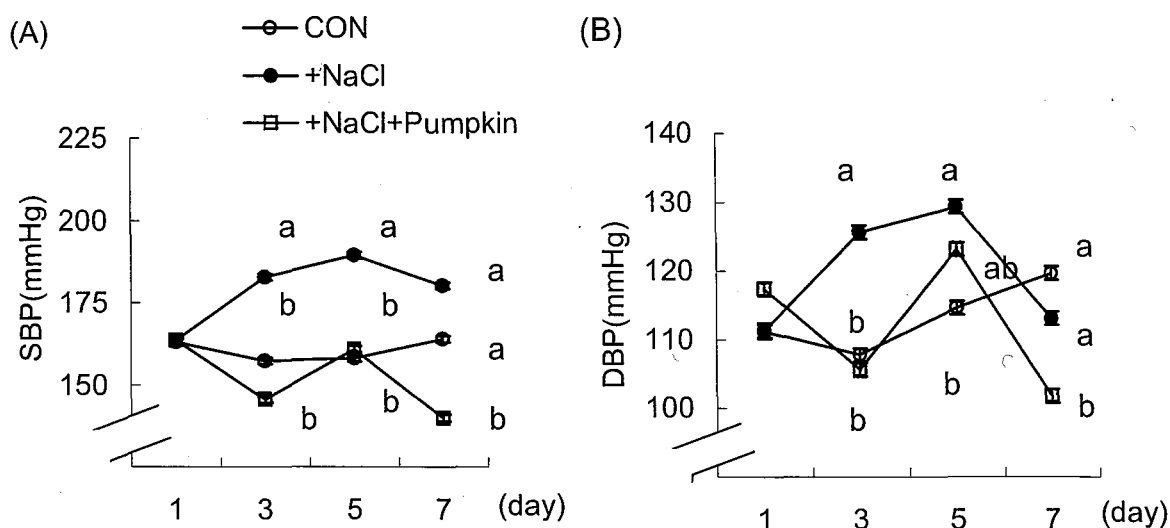 (A)
CON
+NaCl
+NaCl+Pumpkin
SBP(mmHg)
225
200
175
150
a a
a
b b
a
b b b
1 3 5 7 (day)
(B)
DBP(mmHg)
140
130
120
110
100
a a
a
ab
b
a
b
b b
1 3 5 7 (day)